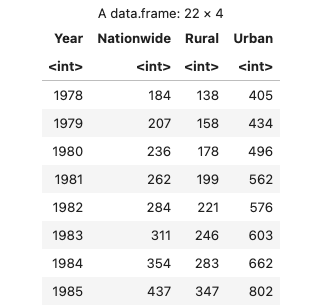 A data.frame: 22 × 4
Year Nationwide Rural Urban
<int> <int> <int> <int>
1978 184 138 405
1979 207 158 434
1980 236 178 496
1981 262 199 562
1982 284 221 576
1983 311 246 603
1984 354 283 662
1985 437 347 802